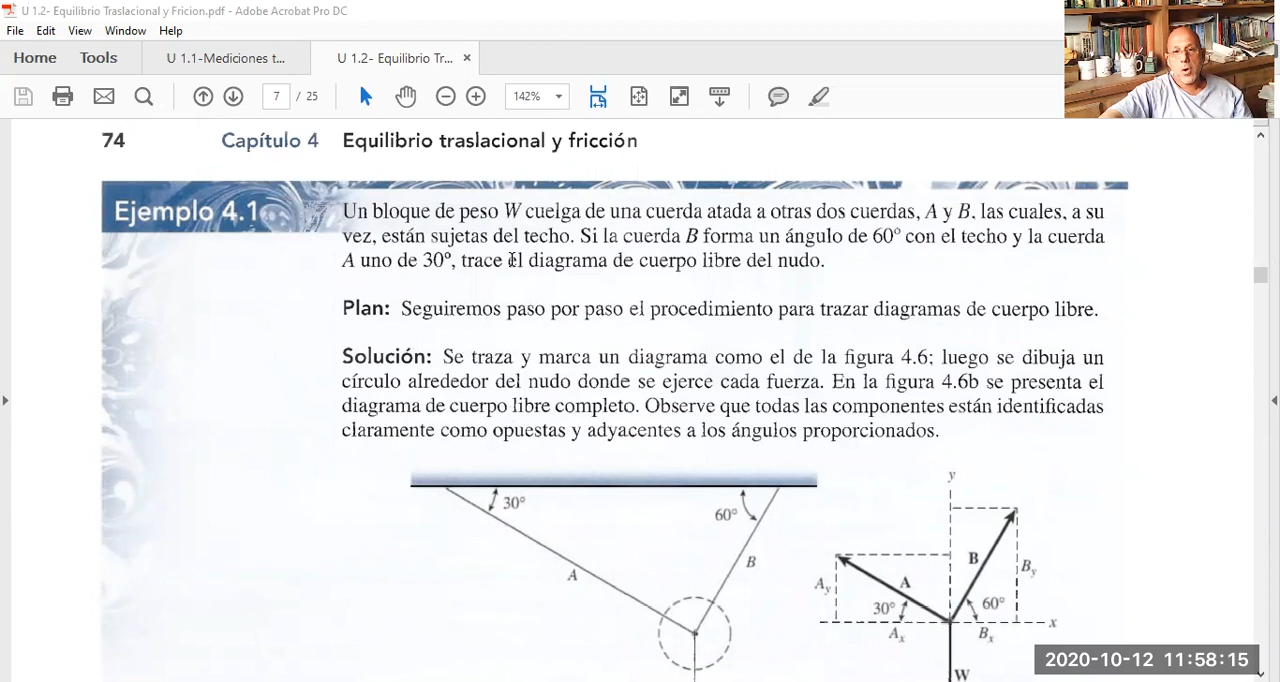 U 1.2- Equilibrio Traslacional y Fricion.pdf - Adobe Acrobat Pro DC
File Edit View Window Help
Home Tools U 1.1-Mediciones t... U 1.2- Equilibrio Tr... ×
7 / 25 142%
74 Capítulo 4 Equilibrio traslacional y fricción
Ejemplo 4.1
Un bloque de peso W cuelga de una cuerda atada a otras dos cuerdas, A y B, las cuales, a su
vez, están sujetas del techo. Si la cuerda B forma un ángulo de 60° con el techo y la cuerda
A uno de 30°, trace el diagrama de cuerpo libre del nudo.
Plan: Seguiremos paso por paso el procedimiento para trazar diagramas de cuerpo libre.
Solución: Se traza y marca un diagrama como el de la figura 4.6; luego se dibuja un
círculo alrededor del nudo donde se ejerce cada fuerza. En la figura 4.6b se presenta el
diagrama de cuerpo libre completo. Observe que todas las componentes están identificadas
claramente como opuestas y adyacentes a los ángulos proporcionados.
30°
60°
A
B
y
B
By
Ay
A
30°
60°
Ax
Bx
x
W
2020-10-12 11:58:15